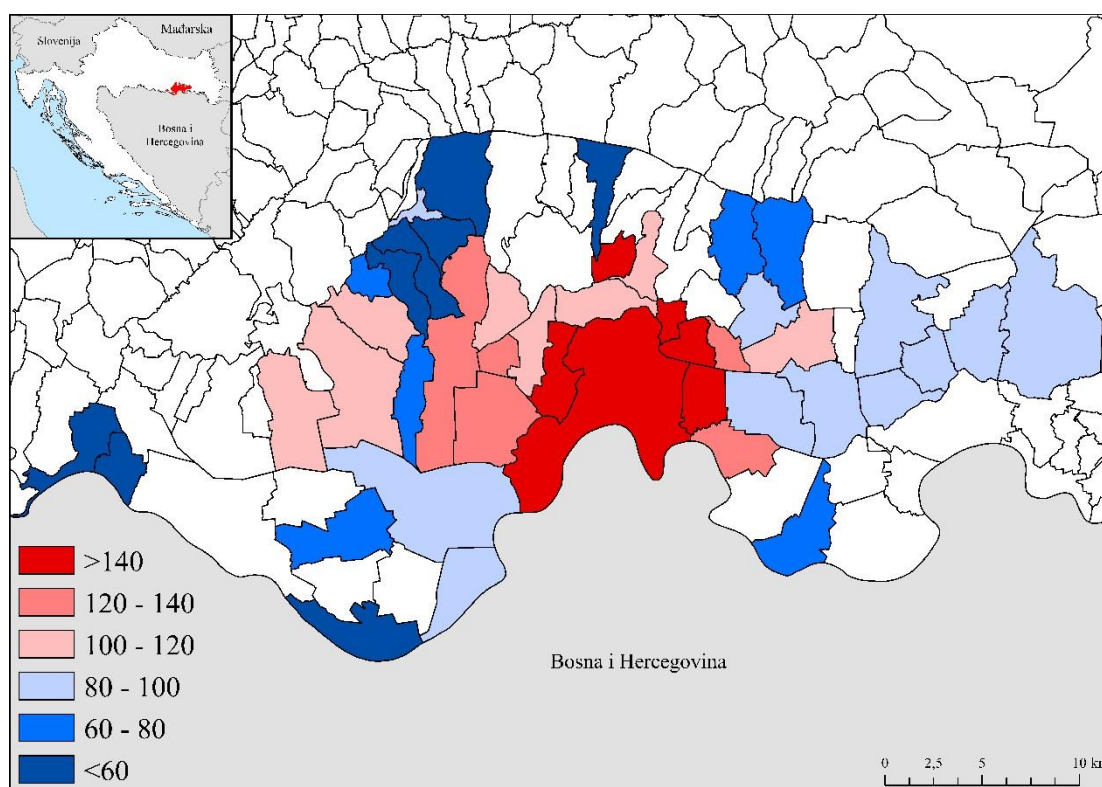 Slovenija
Mađarska
Bosna i
Hercegovina
>140
120 - 140
100 - 120
80 - 100
60 - 80
<60
Bosna i Hercegovina
0 2,5 5 10 km